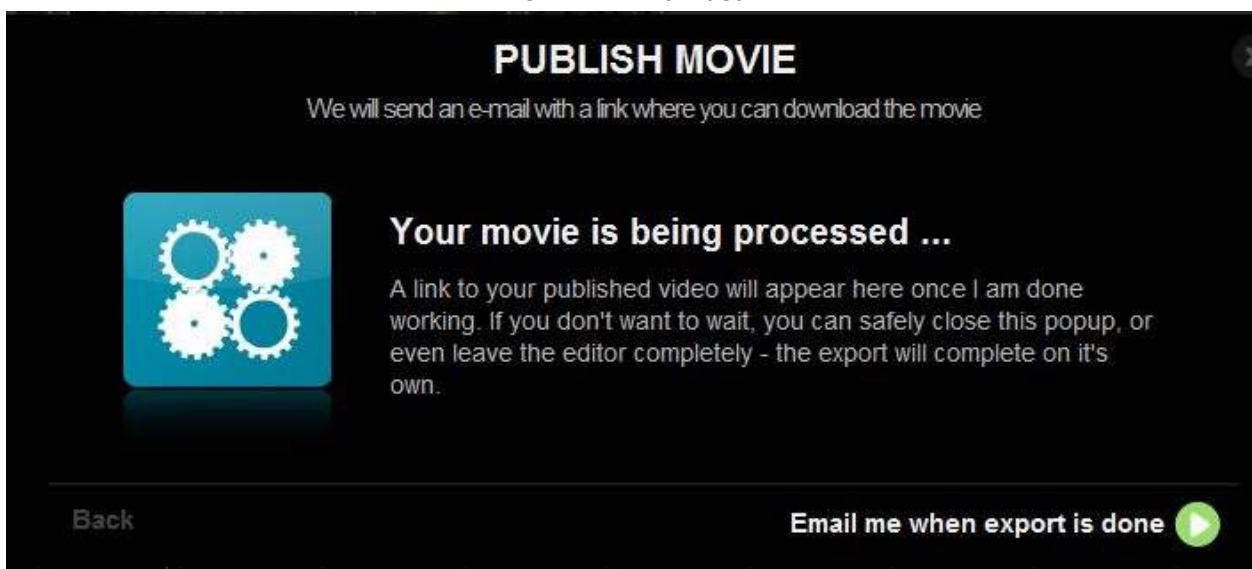 PUBLISH MOVIE
We will send an e-mail with a link where you can download the movie
Your movie is being processed ...
A link to your published video will appear here once I am done
working. If you don't want to wait, you can safely close this popup, or
even leave the editor completely - the export will complete on it's
own.
Back
Email me when export is done